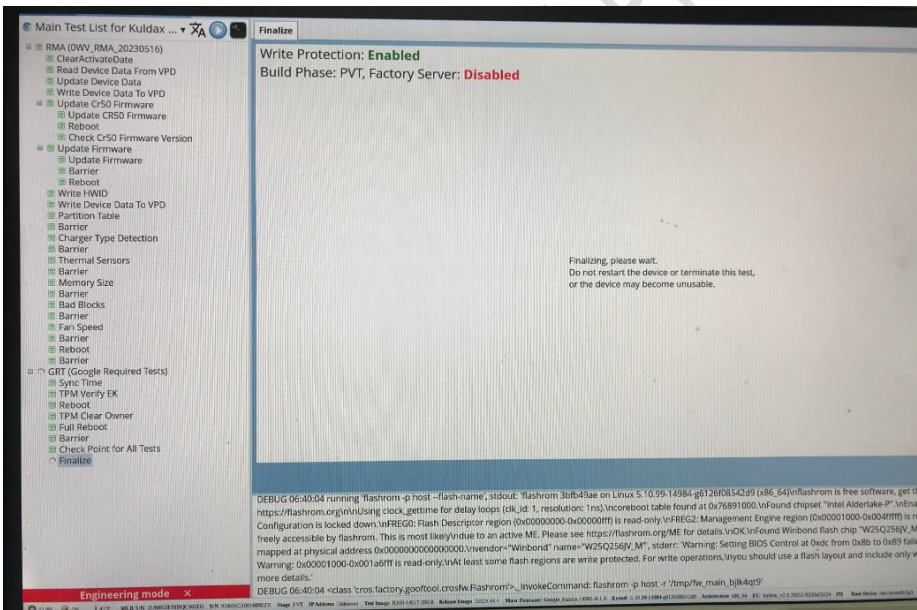 Main Test List for Kuldax ...
RMA (0WV_RMA_20230516)
ClearActivateDate
Read Device Data From VPD
Update Device Data
Write Device Data To VPD
Update Cr50 Firmware
Update CR50 Firmware
Reboot
Check Cr50 Firmware Version
Update Firmware
Update Firmware
Barrier
Reboot
Write HWID
Write Device Data To VPD
Partition Table
Barrier
Charger Type Detection
Barrier
Thermal Sensors
Barrier
Memory Size
Barrier
Bad Blocks
Barrier
Fan Speed
Barrier
Reboot
Barrier
GRT (Google Required Tests)
Sync Time
TPM Verify EK
Reboot
TPM Clear Owner
Full Reboot
Barrier
Check Point for All Tests
Finalize
Engineering mode ×
Finalize
Write Protection: Enabled
Build Phase: PVT, Factory Server: Disabled
Finalizing, please wait.
Do not restart the device or terminate this test,
or the device may become unusable.
DEBUG 06:40:04 running 'flashrom -p host --flash-name', stdout: 'flashrom 3bfb49ae on Linux 5.10.99-14984-g6126f08542d9 (x86_64)\nflashrom is free software, get
https://flashrom.org\n\nUsing clock_gettime for delay loops (clk_id: 1, resolution: 1ns).\ncoreboot table found at 0x76891000.\nFound chipset "Intel Alderlake-P".
Configuration is locked down.\nFREG0: Flash Descriptor region (0x00000000-0x00000fff) is read-only.\nFREG2: Management Engine region (0x00001000-0x004fffff) is
freely accessible by flashrom. This is most likely\ndue to an active ME. Please see https://flashrom.org/ME for details.\nOK.\nFound Winbond flash chip "W25Q256JV_M"
mapped at physical address 0x0000000000000000.\nvendor="Winbond" name="W25Q256JV_M", stderr: 'Warning: Setting BIOS Control at 0xdc from 0x8b to 0x89
Warning: 00001000-0x001a6fff is read-only.\nAt least some flash regions are write protected. For write operations,\nyou should use a flash layout and include only
more details.'
DEBUG 06:40:04 <class 'cros.factory.gooftool.crosfw.Flashrom'>._InvokeCommand: flashrom -p host -r '/tmp/fw_main_bjlk4qt9'